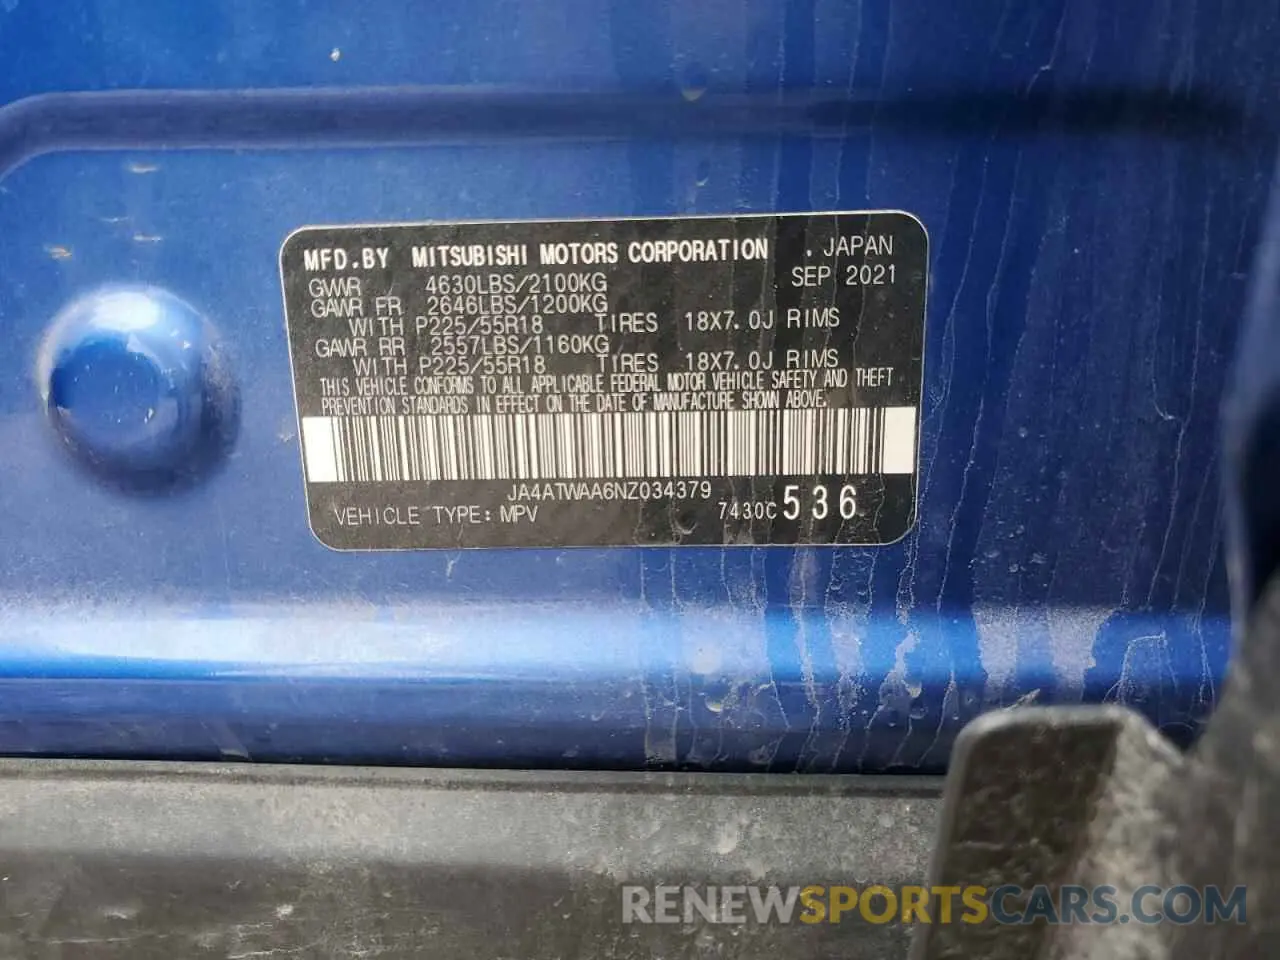 MFD.BY MITSUBISHI MOTORS CORPORATION . JAPAN
GVWR 4630LBS/2100KG SEP 2021
GAWR FR 2646LBS/1200KG
WITH P225/55R18 TIRES 18X7.0J RIMS
GAWR RR 2557LBS/1160KG
WITH P225/55R18 TIRES 18X7.0J RIMS
THIS VEHICLE CONFORMS TO ALL APPLICABLE FEDERAL MOTOR VEHICLE SAFETY AND THEFT
PREVENTION STANDARDS IN EFFECT ON THE DATE OF MANUFACTURE SHOWN ABOVE.
JA4ATWAA6NZ034379
VEHICLE TYPE: MPV 7430C 536
RENEWSPORTSCARS.COM